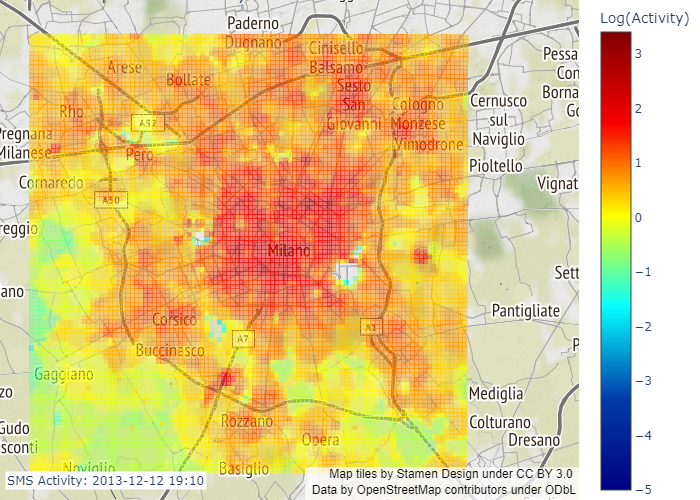 Log(Activity)
3
2
1
0
−1
−2
−3
−4
−5
Paderno
Dugnano
Cinisello
Balsamo
Arese
Bollate
Sesto
San
Giovanni
Rho
A52
Cologno
Monzese
Vimodrone
Cernusco
sul
Naviglio
Pessa
Con
Borna
Go
Pregnana
Milanese
Pero
Pioltello
Cornaredo
Vignat
A50
reggio
Milano
Sett
ano
Pantigliate
Corsico
A7
A1
Buccinasco
P
Gaggiano
zo
Mediglia
Rozzano
Colturano
Gudo
sconti
Opera
Dresano
Noviglio
Basiglio
SMS Activity: 2013-12-12 19:10
Map tiles by Stamen Design under CC BY 3.0
Data by OpenStreetMap contributors under ODbL